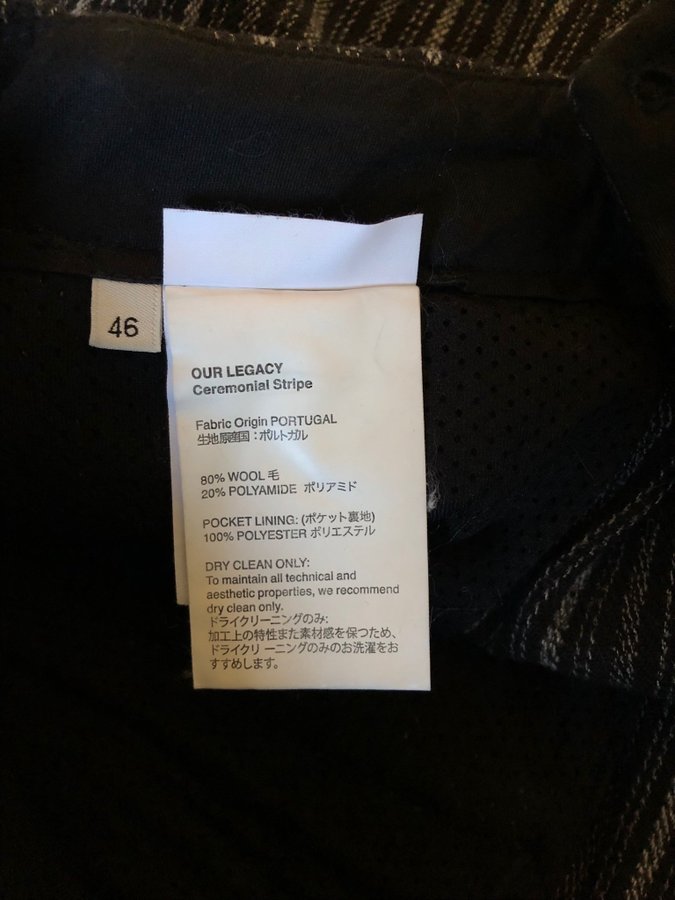 46
OUR LEGACY
Ceremonial Stripe
Fabric Origin PORTUGAL
生地原産国：ポルトガル
80% WOOL 毛
20% POLYAMIDE ポリアミド
POCKET LINING: (ポケット裏地)
100% POLYESTER ポリエステル
DRY CLEAN ONLY:
To maintain all technical and
aesthetic properties, we recommend
dry clean only.
ドライクリーニングのみ:
加工上の特性また素材感を保つため、
ドライクリーニングのみのお洗濯をお
すすめします。